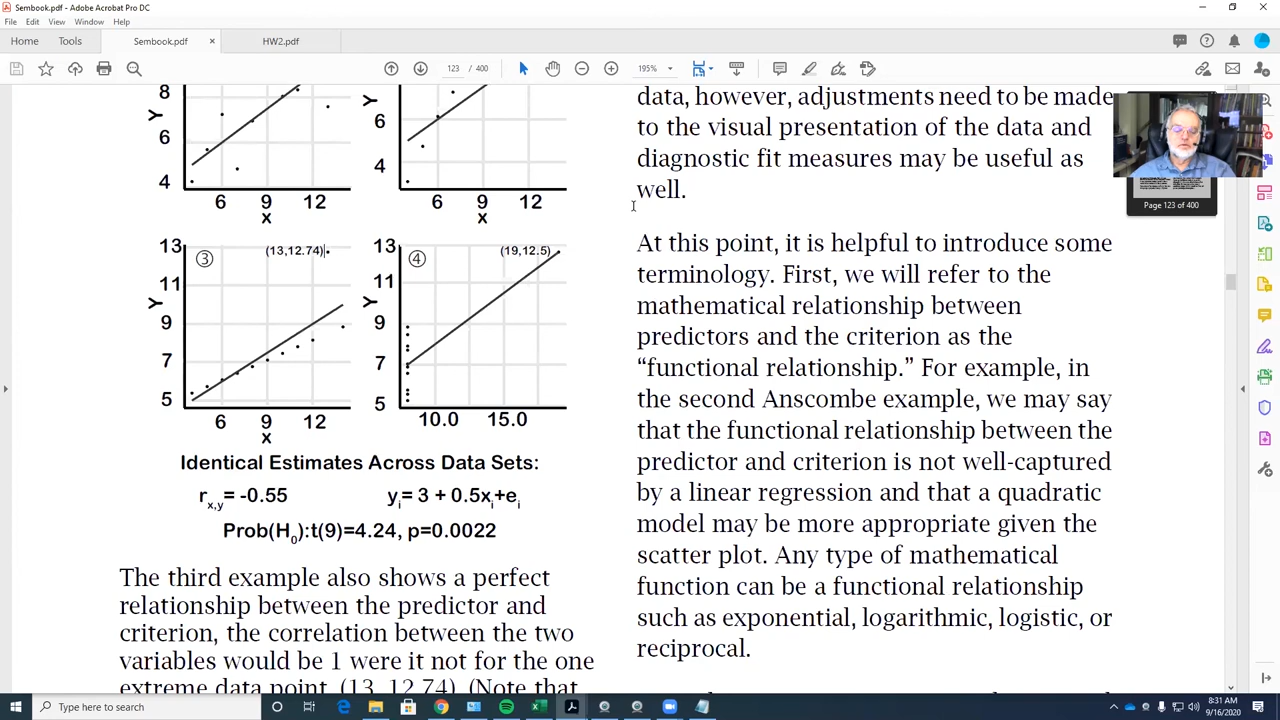 Sembook.pdf - Adobe Acrobat Pro DC
File Edit View Window Help
Home Tools Sembook.pdf × HW2.pdf
123 / 400 195%
8
6
4
Y
6 9 12
x
Y
6
4
6 9 12
x
13
11
9
7
5
Y
③
(13,12.74)
6 9 12
x
13
11
9
7
5
Y
④
(19,12.5)
10.0 15.0
Identical Estimates Across Data Sets:
rx,y= -0.55 yi= 3 + 0.5xi+ei
Prob(H0):t(9)=4.24, p=0.0022
The third example also shows a perfect
relationship between the predictor and
criterion, the correlation between the two
variables would be 1 were it not for the one
extreme data point, (13, 12.74). (Note that
data, however, adjustments need to be made
to the visual presentation of the data and
diagnostic fit measures may be useful as
well.
At this point, it is helpful to introduce some
terminology. First, we will refer to the
mathematical relationship between
predictors and the criterion as the
“functional relationship.” For example, in
the second Anscombe example, we may say
that the functional relationship between the
predictor and criterion is not well-captured
by a linear regression and that a quadratic
model may be more appropriate given the
scatter plot. Any type of mathematical
function can be a functional relationship
such as exponential, logarithmic, logistic, or
reciprocal.
Page 123 of 400
Type here to search
8:31 AM
9/16/2020